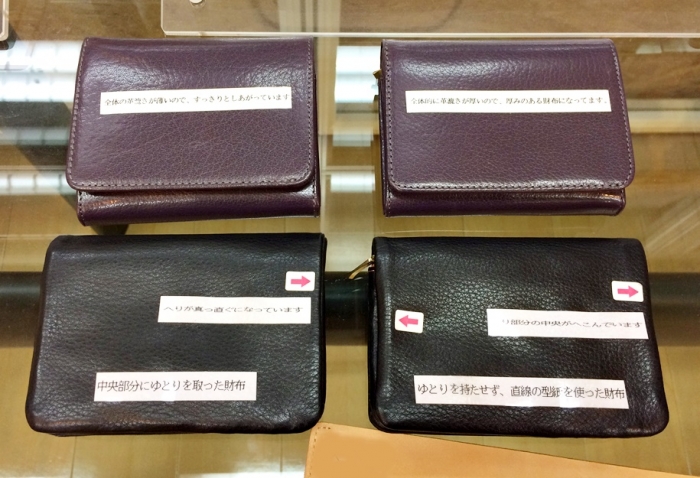 全体の革漉きが薄いので、すっきりとしあがっています
全体的に革漉きが厚いので、厚みのある財布になってます。
へりが真っ直ぐになっています
り部分の中央がへこんでいます
中央部分にゆとりを取った財布
ゆとりを持たせず、直線の型紙を使った財布